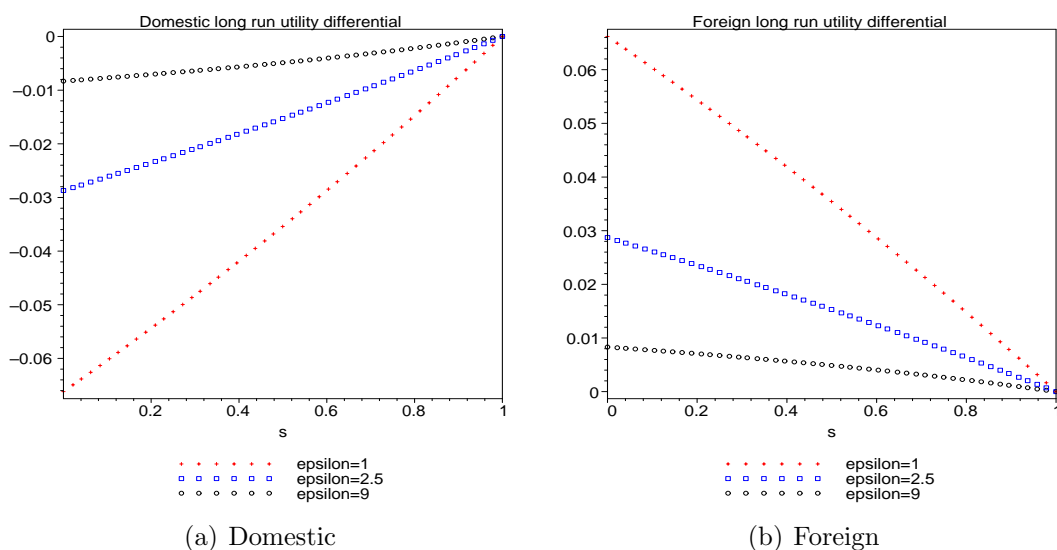 Domestic long run utility differential
0
–0.01
–0.02
–0.03
–0.04
–0.05
–0.06
0.2 0.4 0.6 0.8 1
s
epsilon=1
epsilon=2.5
epsilon=9
(a) Domestic
Foreign long run utility differential
0.06
0.05
0.04
0.03
0.02
0.01
0
0 0.2 0.4 0.6 0.8 1
s
epsilon=1
epsilon=2.5
epsilon=9
(b) Foreign